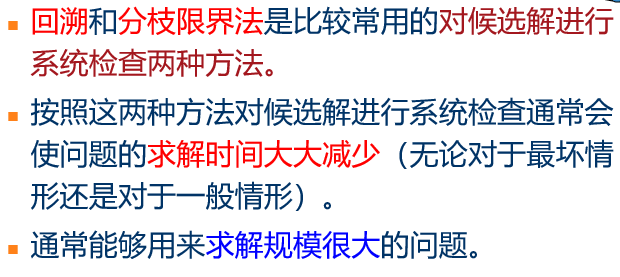 回溯和分枝限界法是比较常用的对候选解进行
系统检查两种方法。
按照这两种方法对候选解进行系统检查通常会
使问题的求解时间大大减少（无论对于最坏情
形还是对于一般情形）。
通常能够用来求解规模很大的问题。